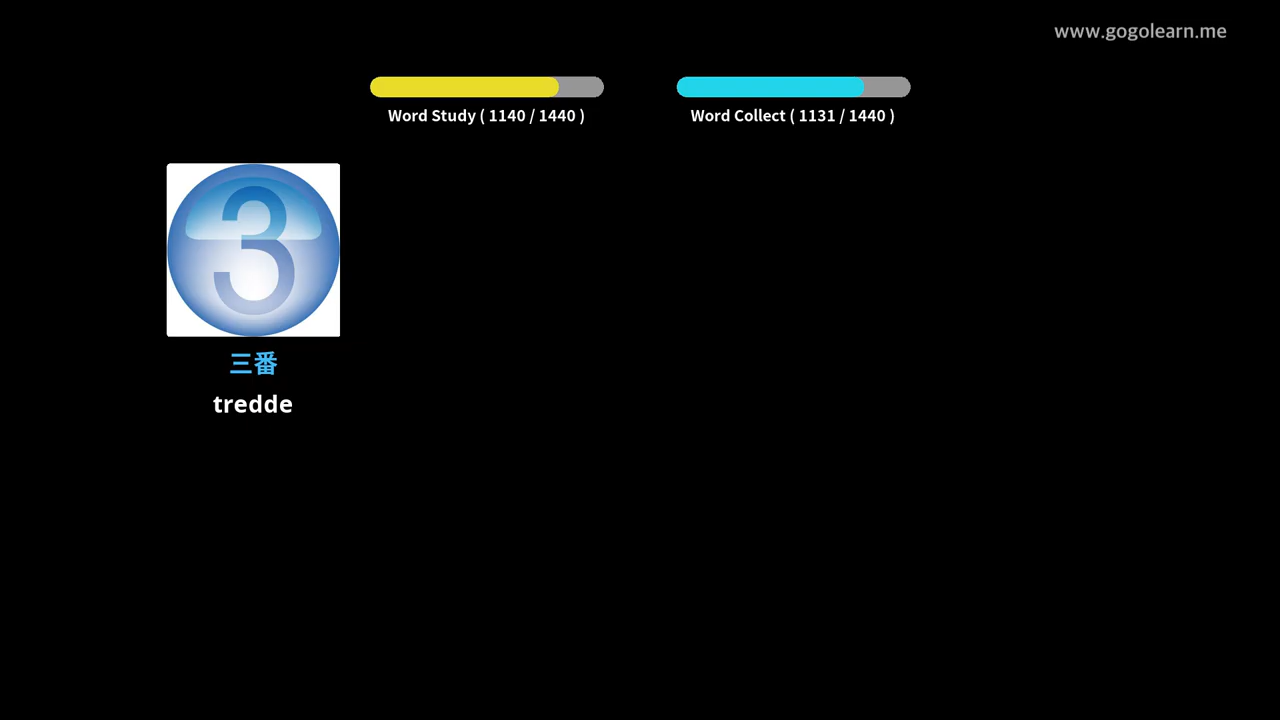 www.gogolearn.me
Word Study ( 1140 / 1440 )
Word Collect ( 1131 / 1440 )
3
三番
tredde